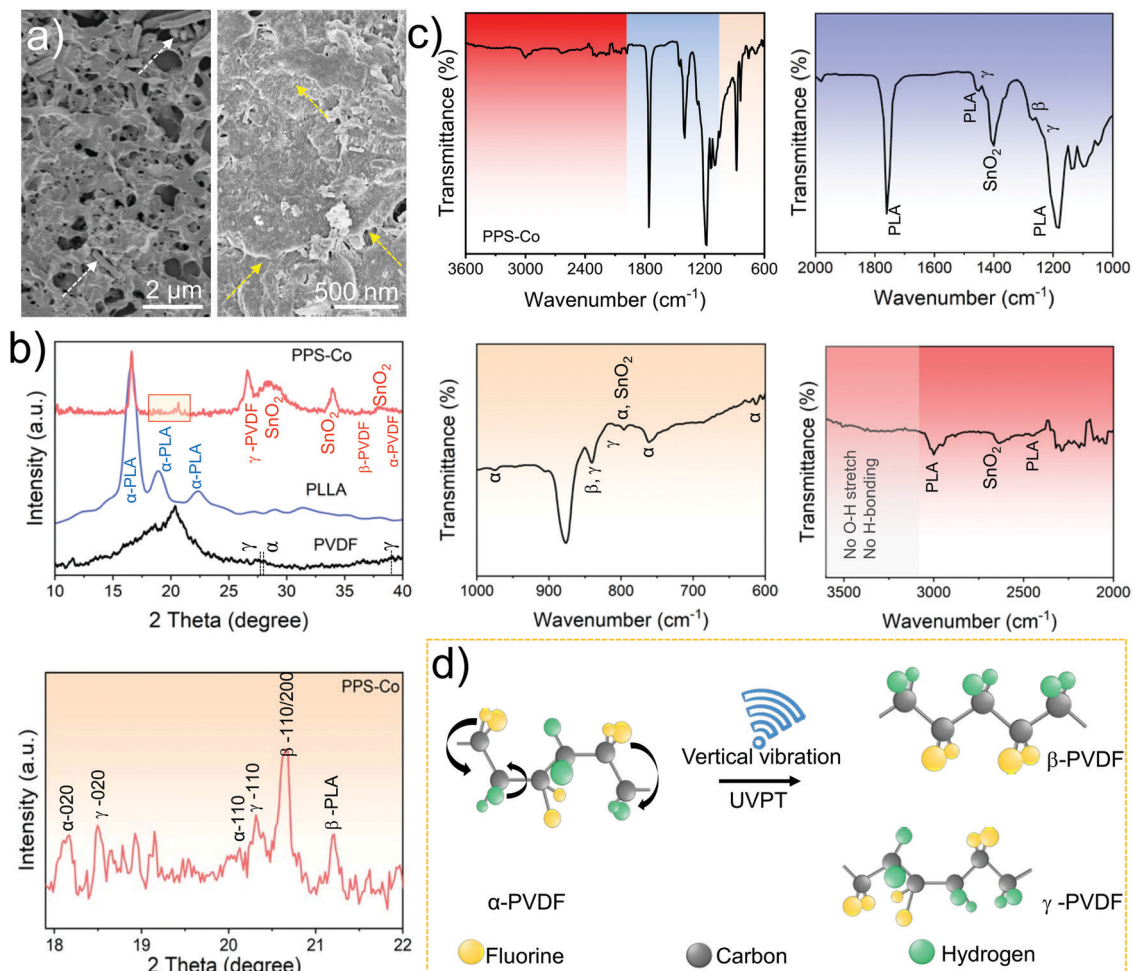 a)
2 µm
500 nm
c)
Transmittance (%)
PPS-Co
3600 3000 2400 1800 1200 600
Wavenumber (cm⁻¹)
Transmittance (%)
PLA
PLA
γ
SnO₂
β
γ
PLA
2000 1800 1600 1400 1200 1000
Wavenumber (cm⁻¹)
b)
Intensity (a.u.)
PPS-Co
γ -PVDF
SnO₂
SnO₂
β-PVDF
SnO₂
α-PVDF
α-PLA
α-PLA
α-PLA
PLLA
PVDF
γ
α
γ
10 15 20 25 30 35 40
2 Theta (degree)
Transmittance (%)
α
β, γ
γ
α, SnO₂
α
α
1000 900 800 700 600
Wavenumber (cm⁻¹)
Transmittance (%)
No O-H stretch
No H-bonding
PLA
SnO₂
PLA
3500 3000 2500 2000
Wavenumber (cm⁻¹)
Intensity (a.u.)
PPS-Co
α-020
γ -020
α-110
γ -110
β -110/200
β -PLA
18 19 20 21 22
2 Theta (degree)
d)
Vertical vibration
UVPT
β-PVDF
α-PVDF
γ -PVDF
Fluorine
Carbon
Hydrogen